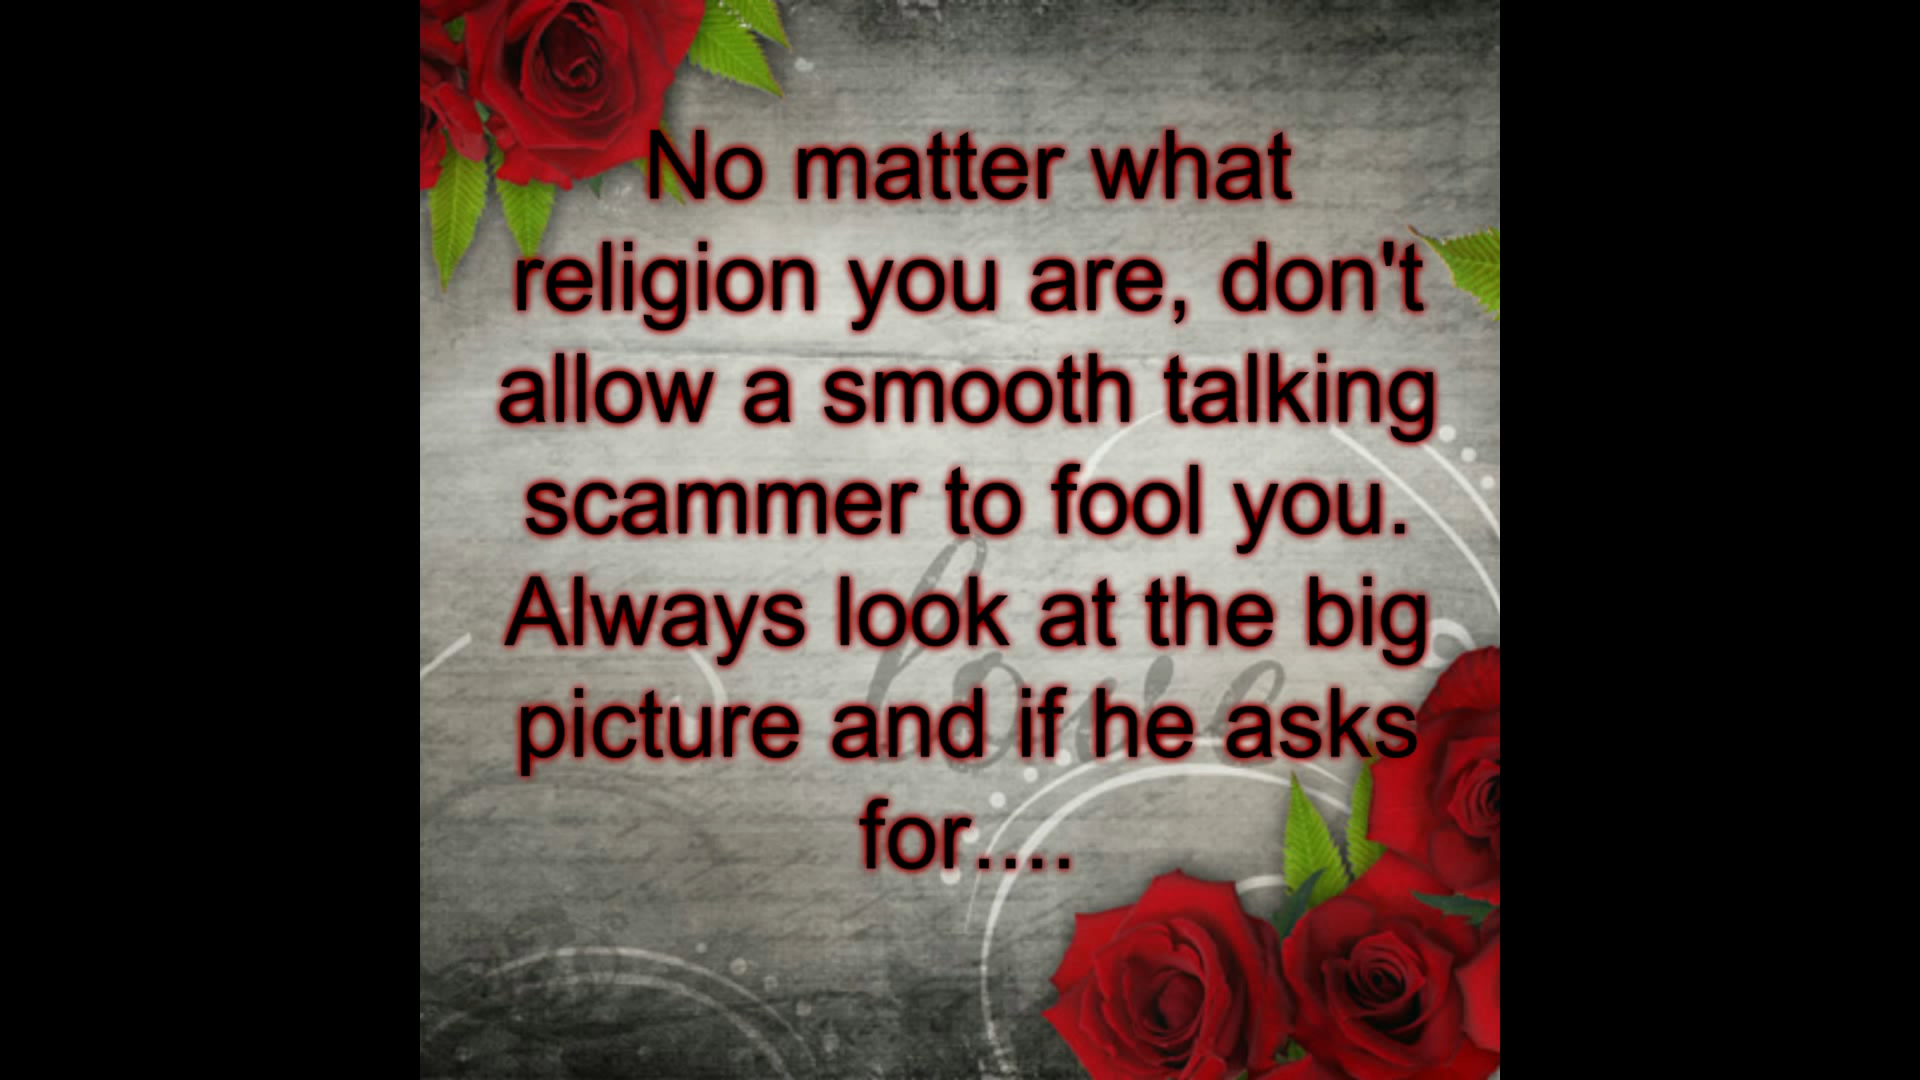 No matter what
religion you are, don't
allow a smooth talking
scammer to fool you.
Always look at the big
picture and if he asks
for....
love